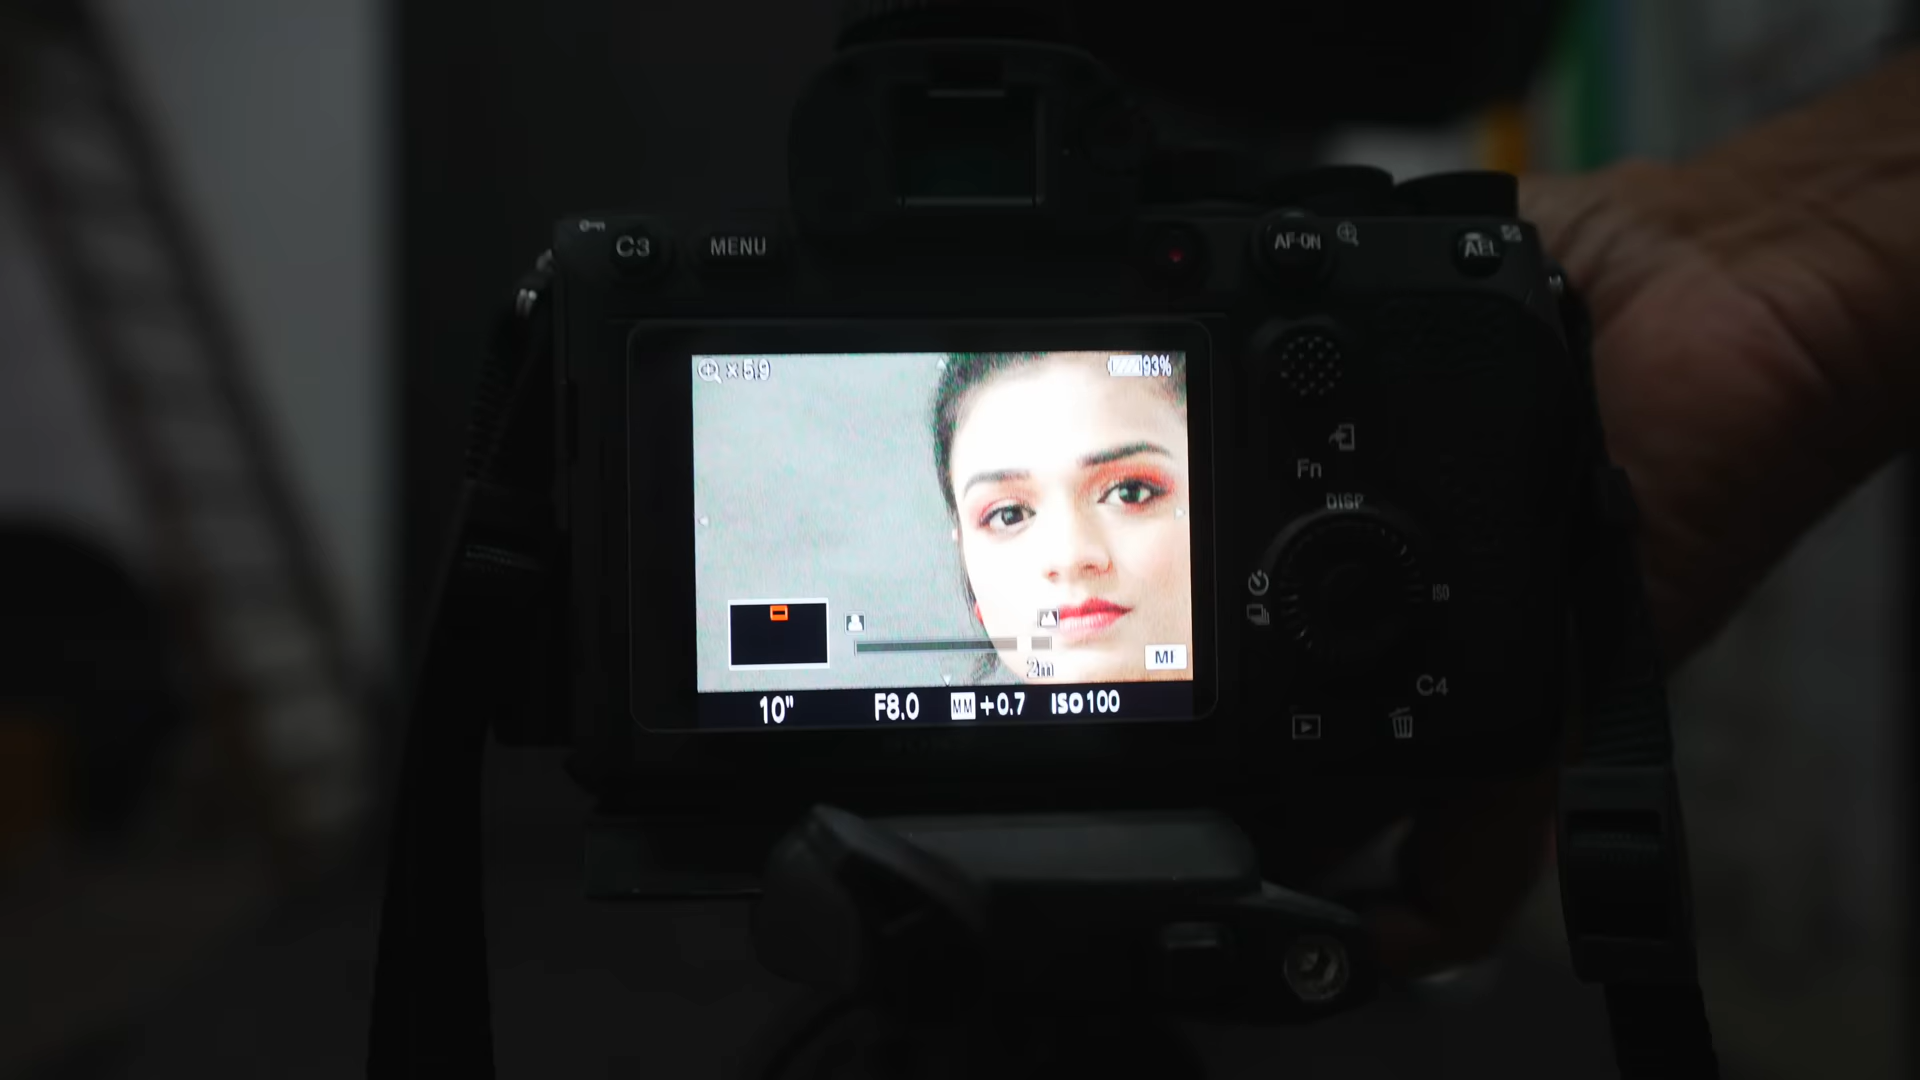 C3
MENU
AF-ON
AEL
×5.9
93%
Fn
DISP
ISO
2m
MI
C4
10" F8.0 MM +0.7 ISO100